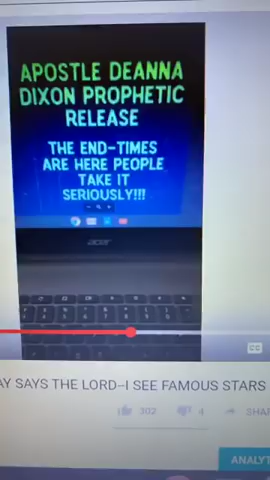 APOSTLE DEANNA
DIXON PROPHETIC
RELEASE
THE END-TIMES
ARE HERE PEOPLE
TAKE IT
SERIOUSLY!!!
acer
CC
AY SAYS THE LORD--I SEE FAMOUS STARS
302
4
SHAR
ANALYT